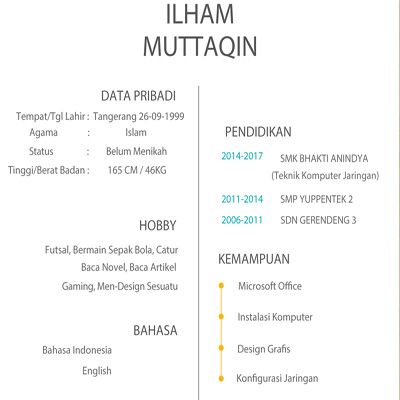 ILHAM
MUTTAQIN
DATA PRIBADI
Tempat/Tgl Lahir : Tangerang 26-09-1999
Agama : Islam
Status : Belum Menikah
Tinggi/Berat Badan : 165 CM / 46KG
HOBBY
Futsal, Bermain Sepak Bola, Catur
Baca Novel, Baca Artikel
Gaming, Men-Design Sesuatu
BAHASA
Bahasa Indonesia
English
PENDIDIKAN
2014-2017 SMK BHAKTI ANINDYA
(Teknik Komputer Jaringan)
2011-2014 SMP YUPPENTEK 2
2006-2011 SDN GERENDENG 3
KEMAMPUAN
Microsoft Office
Instalasi Komputer
Design Grafis
Konfigurasi Jaringan